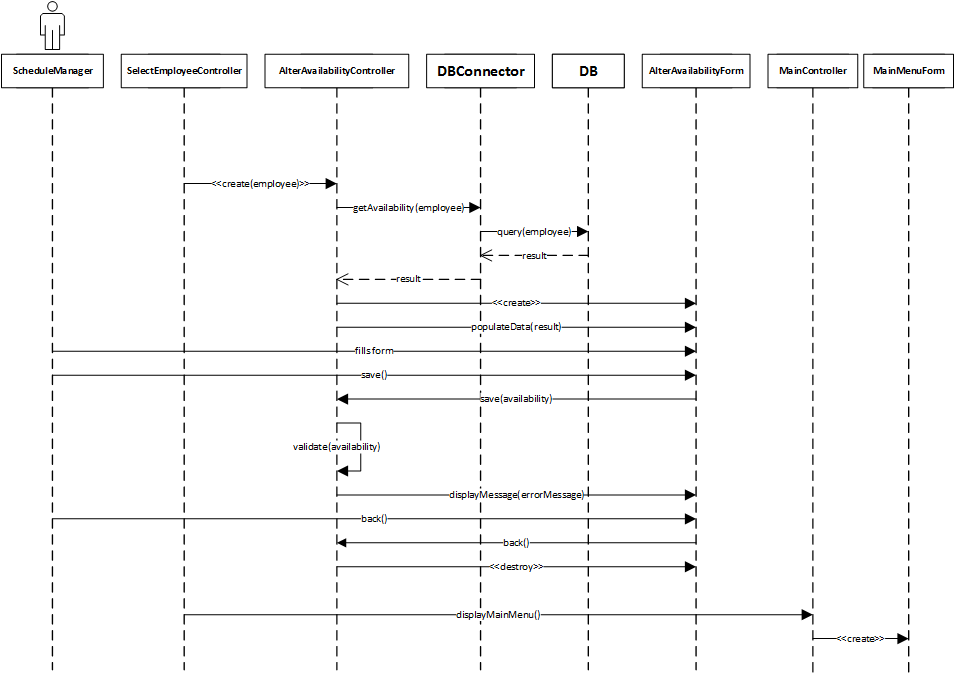 ScheduleManager
SelectEmployeeController
AlterAvailabilityController
DBConnector
DB
AlterAvailabilityForm
MainController
MainMenuForm
<<create(employee)>>
getAvailability(employee)
query(employee)
result
result
<<create>>
populateData(result)
fills form
save()
save(availability)
validate(availability)
displayMessage(errorMessage)
back()
back()
<<destroy>>
displayMainMenu()
<<create>>